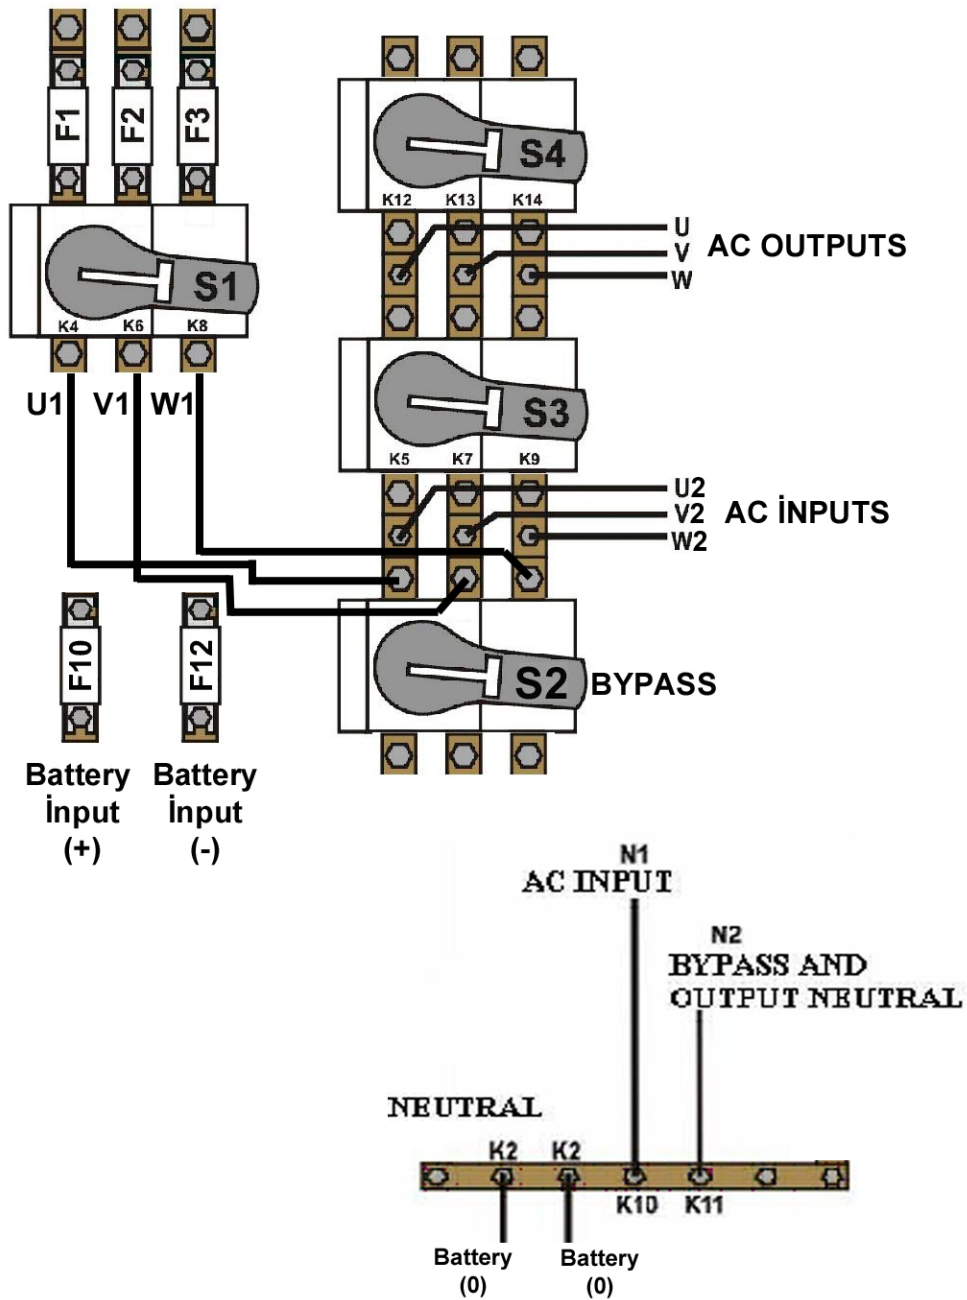 F1 F2 F3
S1
K4 K6 K8
U1 V1 W1
S4
K12 K13 K14
U
V AC OUTPUTS
W
S3
K5 K7 K9
U2
V2 AC İNPUTS
W2
S2 BYPASS
F10 F12
Battery Battery
İnput İnput
(+) (-)
N1
AC INPUT
N2
BYPASS AND
OUTPUT NEUTRAL
NEUTRAL
K2 K2
K10 K11
Battery Battery
(0) (0)